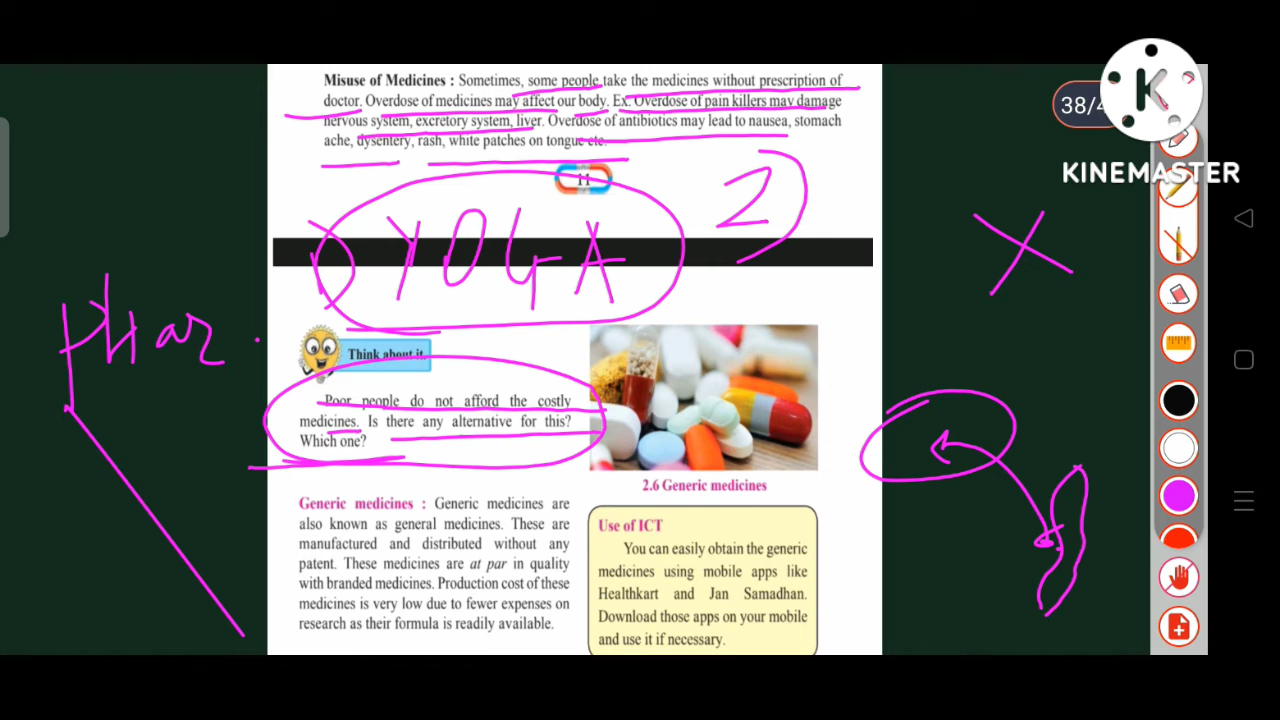 Misuse of Medicines : Sometimes, some people take the medicines without prescription of
doctor. Overdose of medicines may affect our body. Ex. Overdose of pain killers may damage
nervous system, excretory system, liver. Overdose of antibiotics may lead to nausea, stomach
ache, dysentery, rash, white patches on tongue etc.
11
2)
1) YOGA
Think about it.
Poor people do not afford the costly
medicines. Is there any alternative for this?
Which one?
2.6 Generic medicines
Generic medicines : Generic medicines are
also known as general medicines. These are
manufactured and distributed without any
patent. These medicines are at par in quality
with branded medicines. Production cost of these
medicines is very low due to fewer expenses on
research as their formula is readily available.
Use of ICT
You can easily obtain the generic
medicines using mobile apps like
Healthkart and Jan Samadhan.
Download those apps on your mobile
and use it if necessary.
38/4
K
KINEMASTER